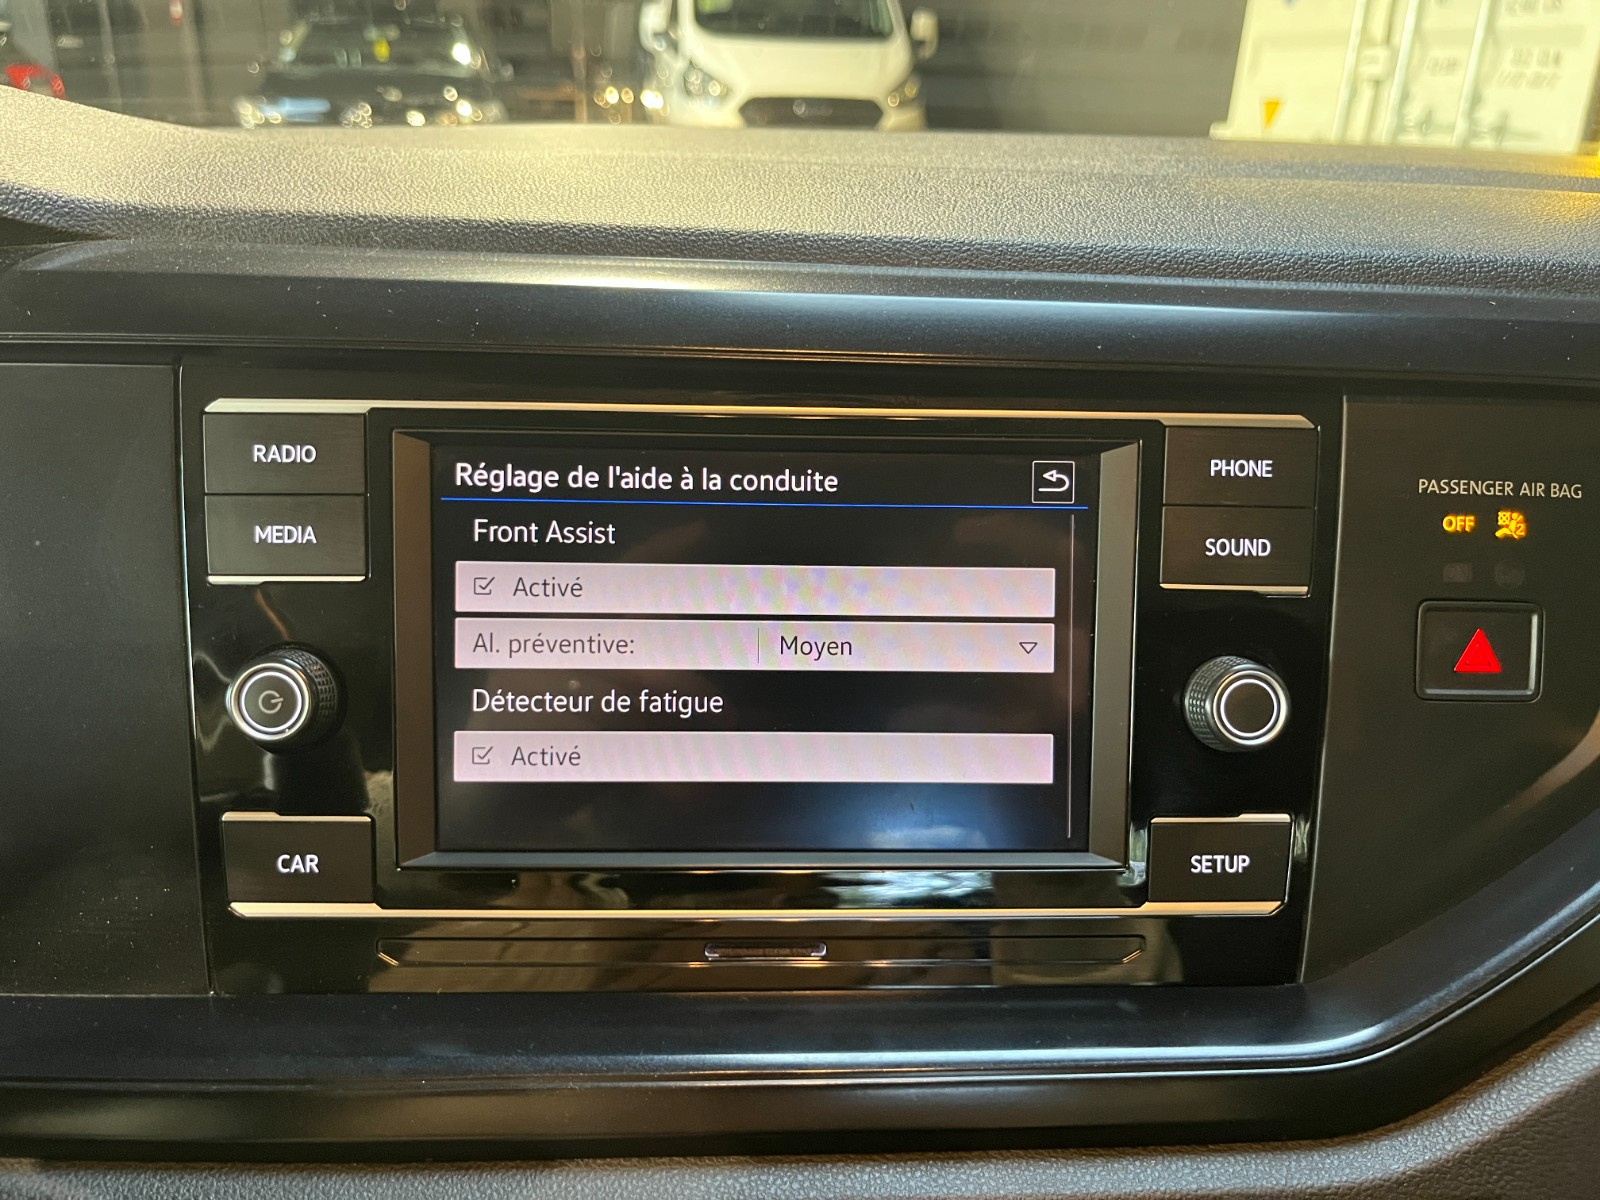 RADIO
MEDIA
CAR
Réglage de l'aide à la conduite
Front Assist
Activé
Al. préventive: Moyen
Détecteur de fatigue
Activé
PHONE
SOUND
SETUP
PASSENGER AIR BAG
OFF